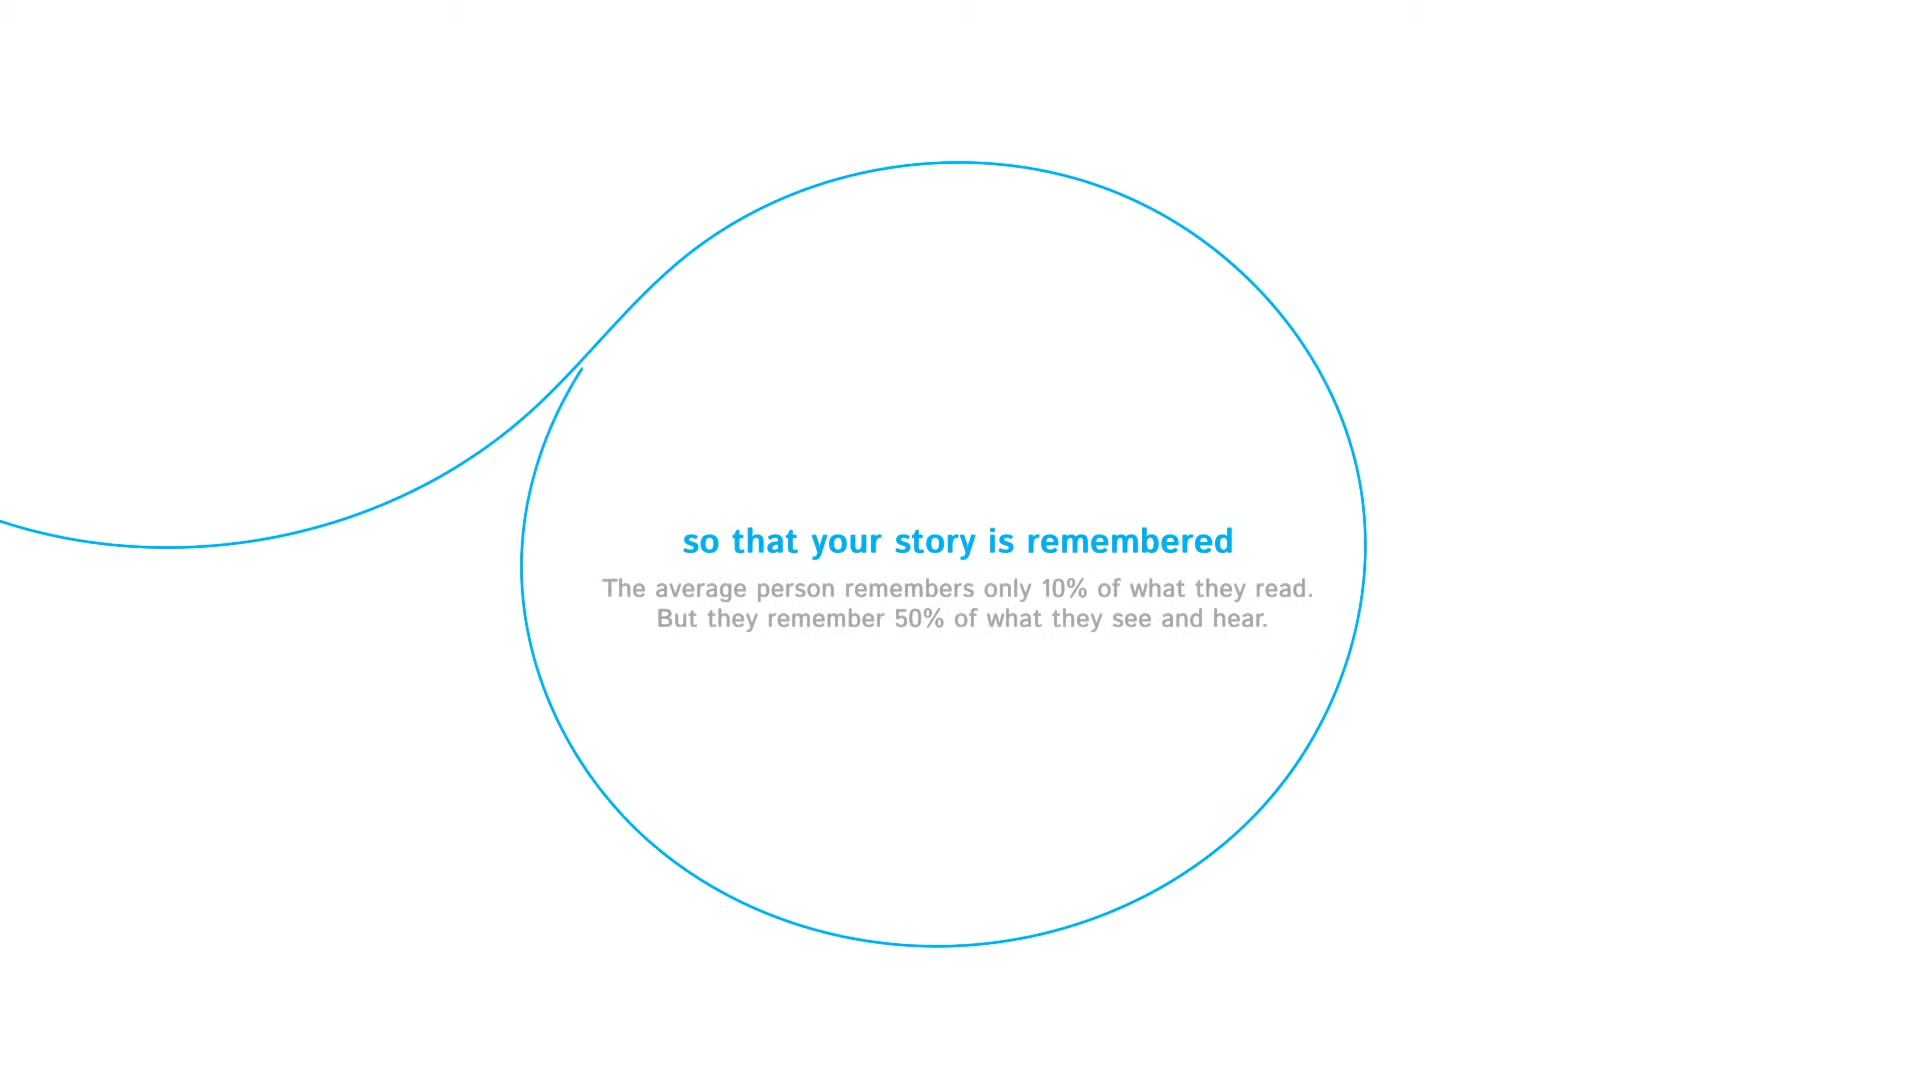 so that your story is remembered
The average person remembers only 10% of what they read.
But they remember 50% of what they see and hear.